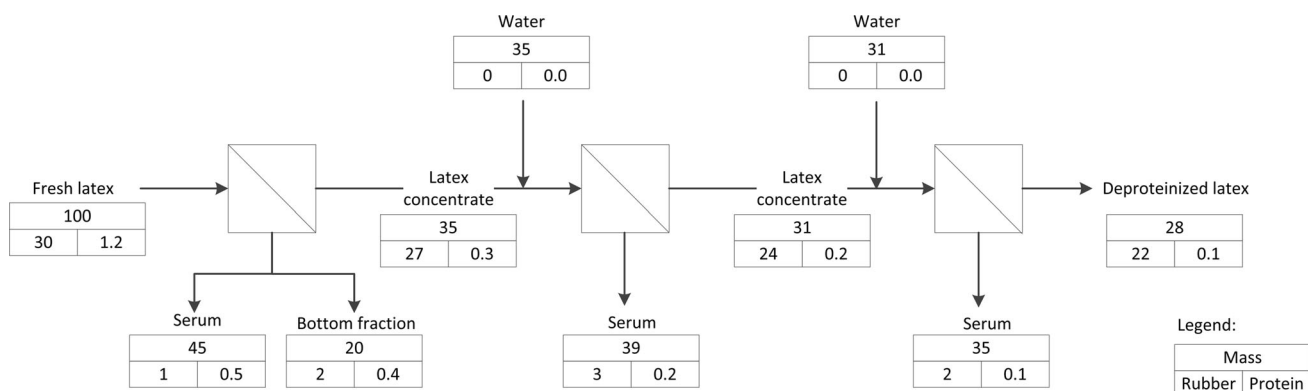 Water
35
0 0.0
Water
31
0 0.0
Fresh latex
100
30 1.2
Latex
concentrate
35
27 0.3
Latex
concentrate
31
24 0.2
Deproteinized latex
28
22 0.1
Serum
45
1 0.5
Bottom fraction
20
2 0.4
Serum
39
3 0.2
Serum
35
2 0.1
Legend:
Mass
Rubber Protein